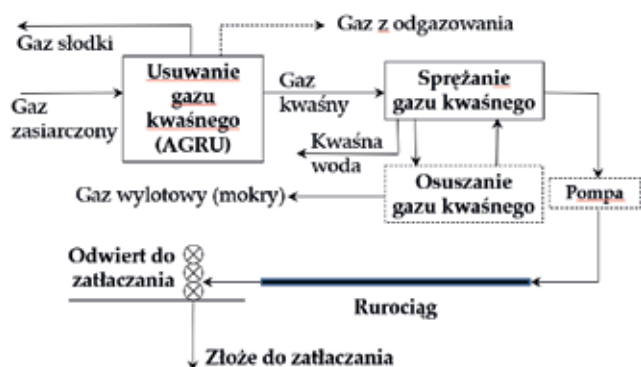 Gaz słodki
Gaz z odgazowania
Usuwanie
gazu
kwaśnego
(AGRU)
Gaz
kwaśny
Sprężanie
gazu kwaśnego
Gaz
zasiarczony
Kwaśna
woda
Gaz wylotowy (mokry)
Osuszanie
gazu kwaśnego
Pompa
Odwiert do
zatłaczania
Rurociąg
Złoże do zatłaczania